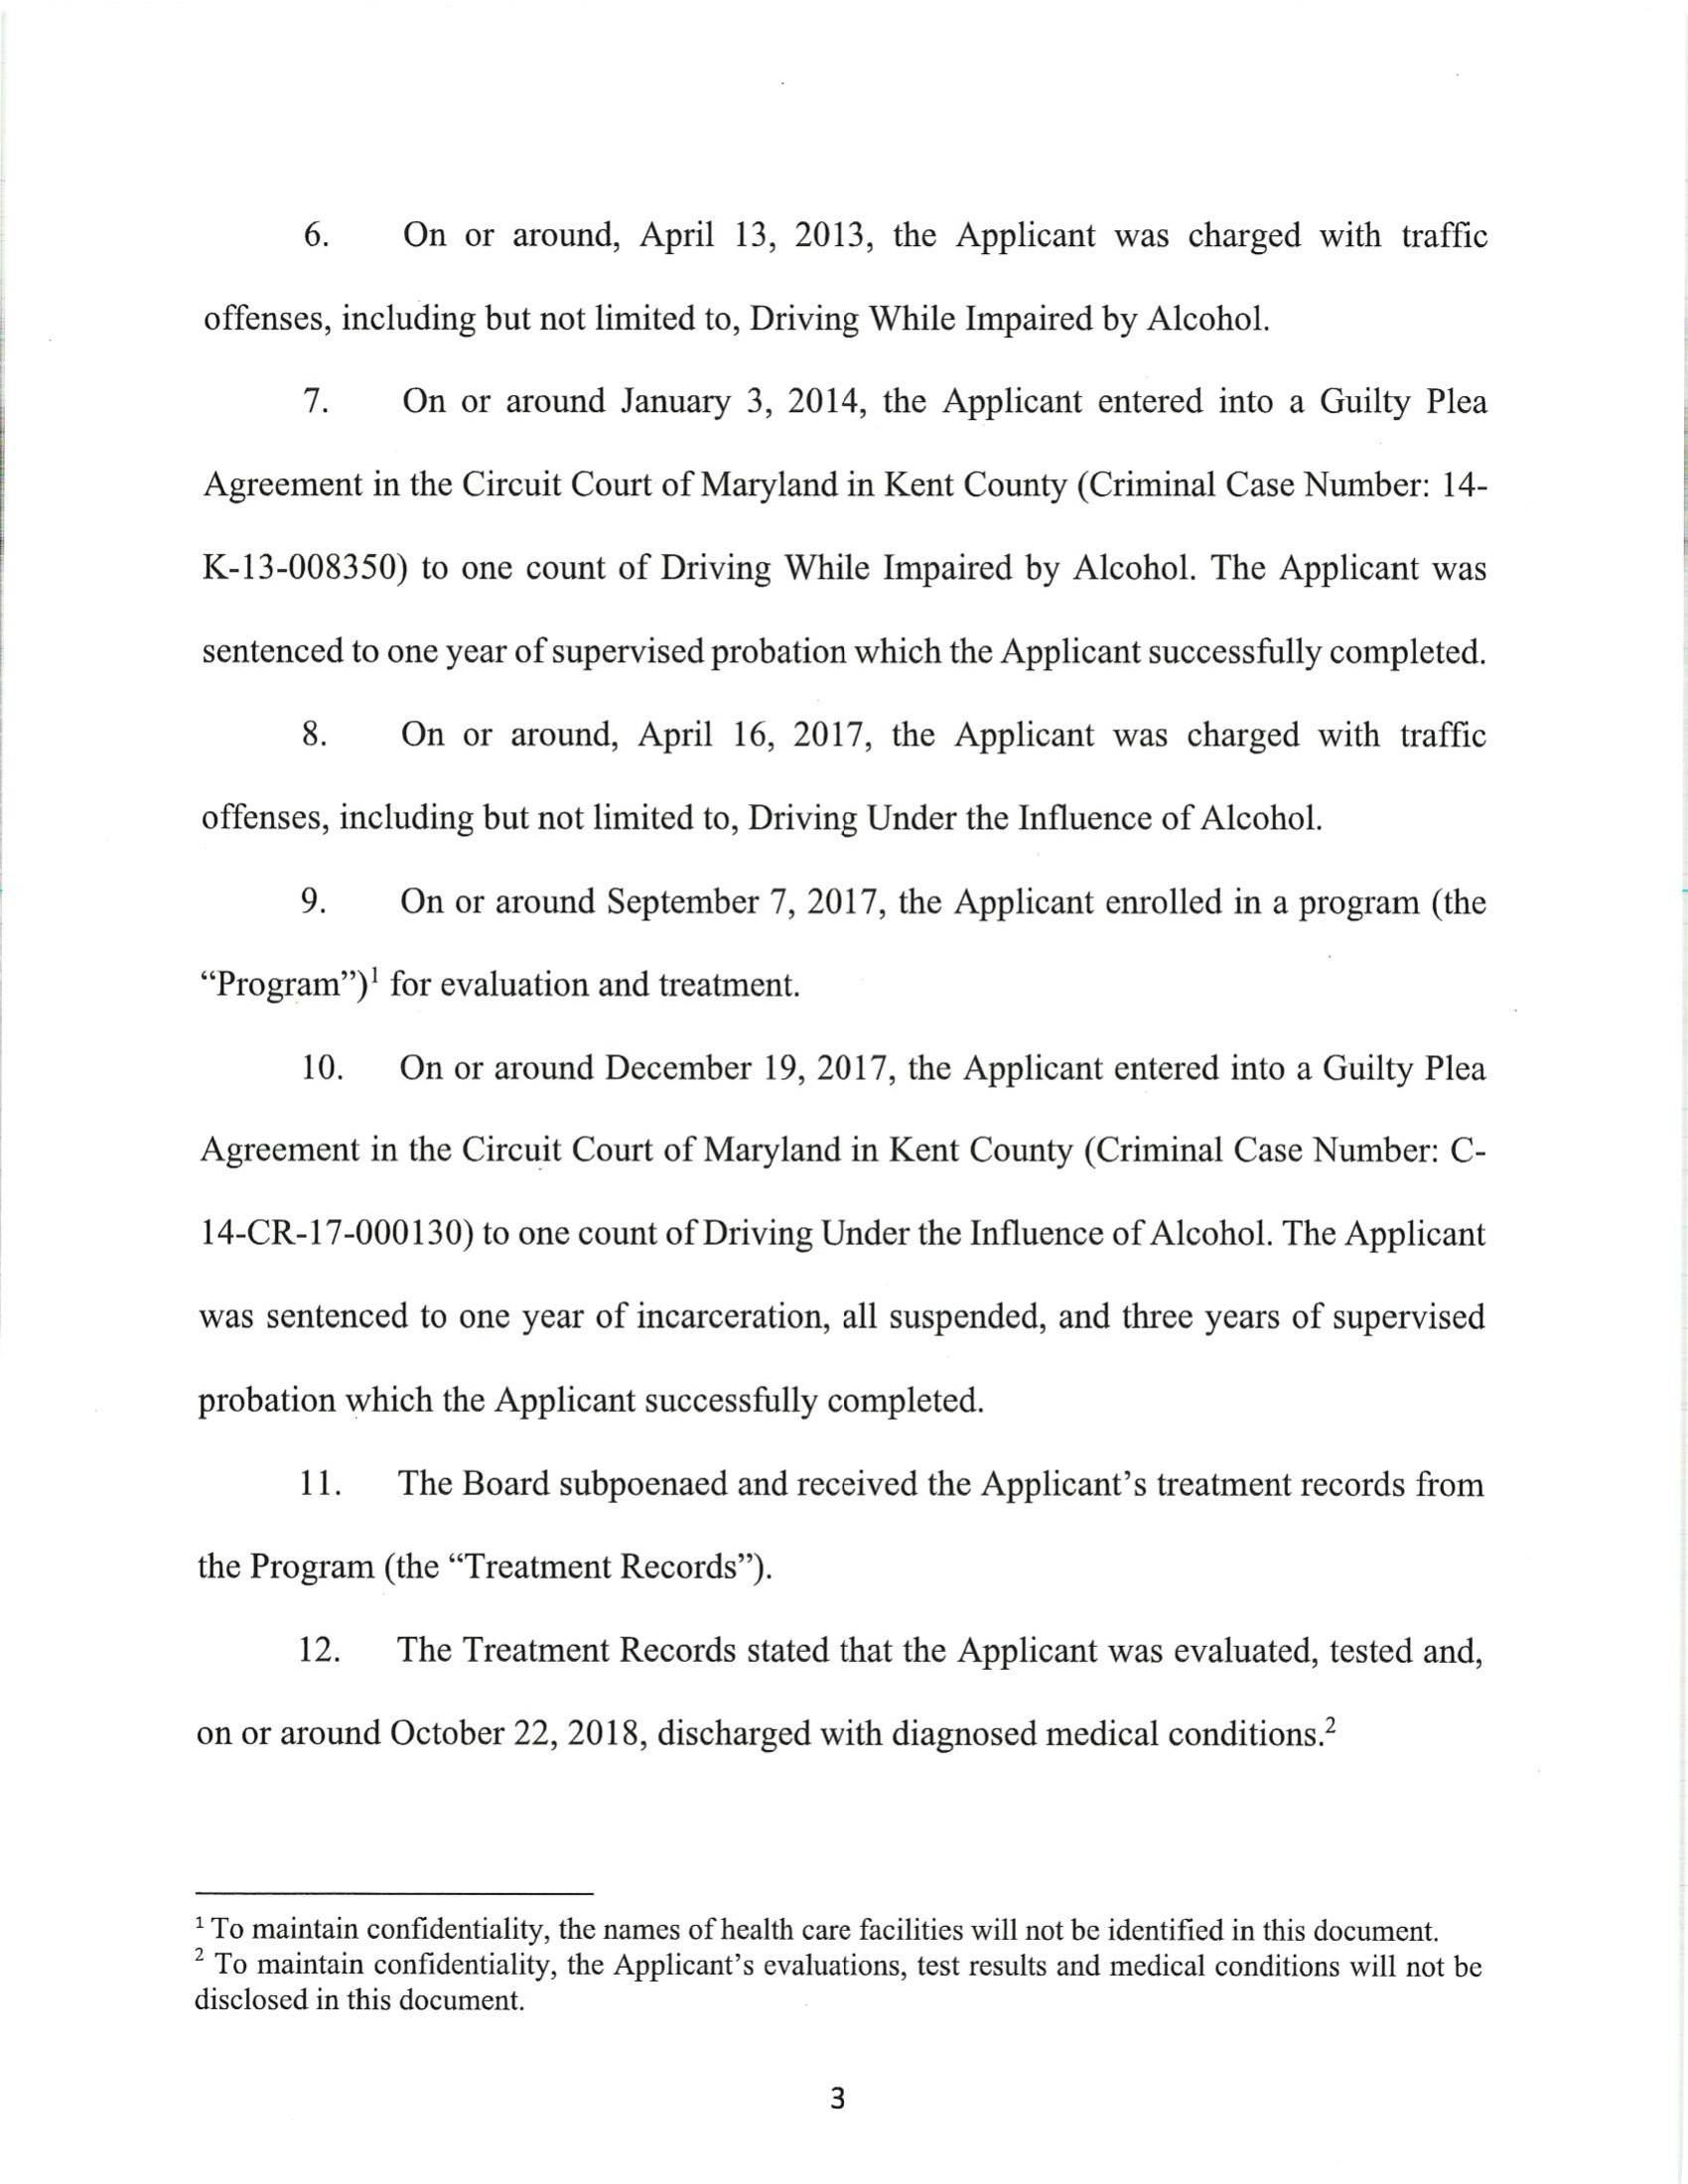 6. On or around, April 13, 2013, the Applicant was charged with traffic
offenses, including but not limited to, Driving While Impaired by Alcohol.
7. On or around January 3, 2014, the Applicant entered into a Guilty Plea
Agreement in the Circuit Court of Maryland in Kent County (Criminal Case Number: 14-
K-13-008350) to one count of Driving While Impaired by Alcohol. The Applicant was
sentenced to one year of supervised probation which the Applicant successfully completed.
8. On or around, April 16, 2017, the Applicant was charged with traffic
offenses, including but not limited to, Driving Under the Influence of Alcohol.
9. On or around September 7, 2017, the Applicant enrolled in a program (the
“Program”)¹ for evaluation and treatment.
10. On or around December 19, 2017, the Applicant entered into a Guilty Plea
Agreement in the Circuit Court of Maryland in Kent County (Criminal Case Number: C-
14-CR-17-000130) to one count of Driving Under the Influence of Alcohol. The Applicant
was sentenced to one year of incarceration, all suspended, and three years of supervised
probation which the Applicant successfully completed.
11. The Board subpoenaed and received the Applicant’s treatment records from
the Program (the “Treatment Records”).
12. The Treatment Records stated that the Applicant was evaluated, tested and,
on or around October 22, 2018, discharged with diagnosed medical conditions.²
¹ To maintain confidentiality, the names of health care facilities will not be identified in this document.
² To maintain confidentiality, the Applicant’s evaluations, test results and medical conditions will not be
disclosed in this document.
3